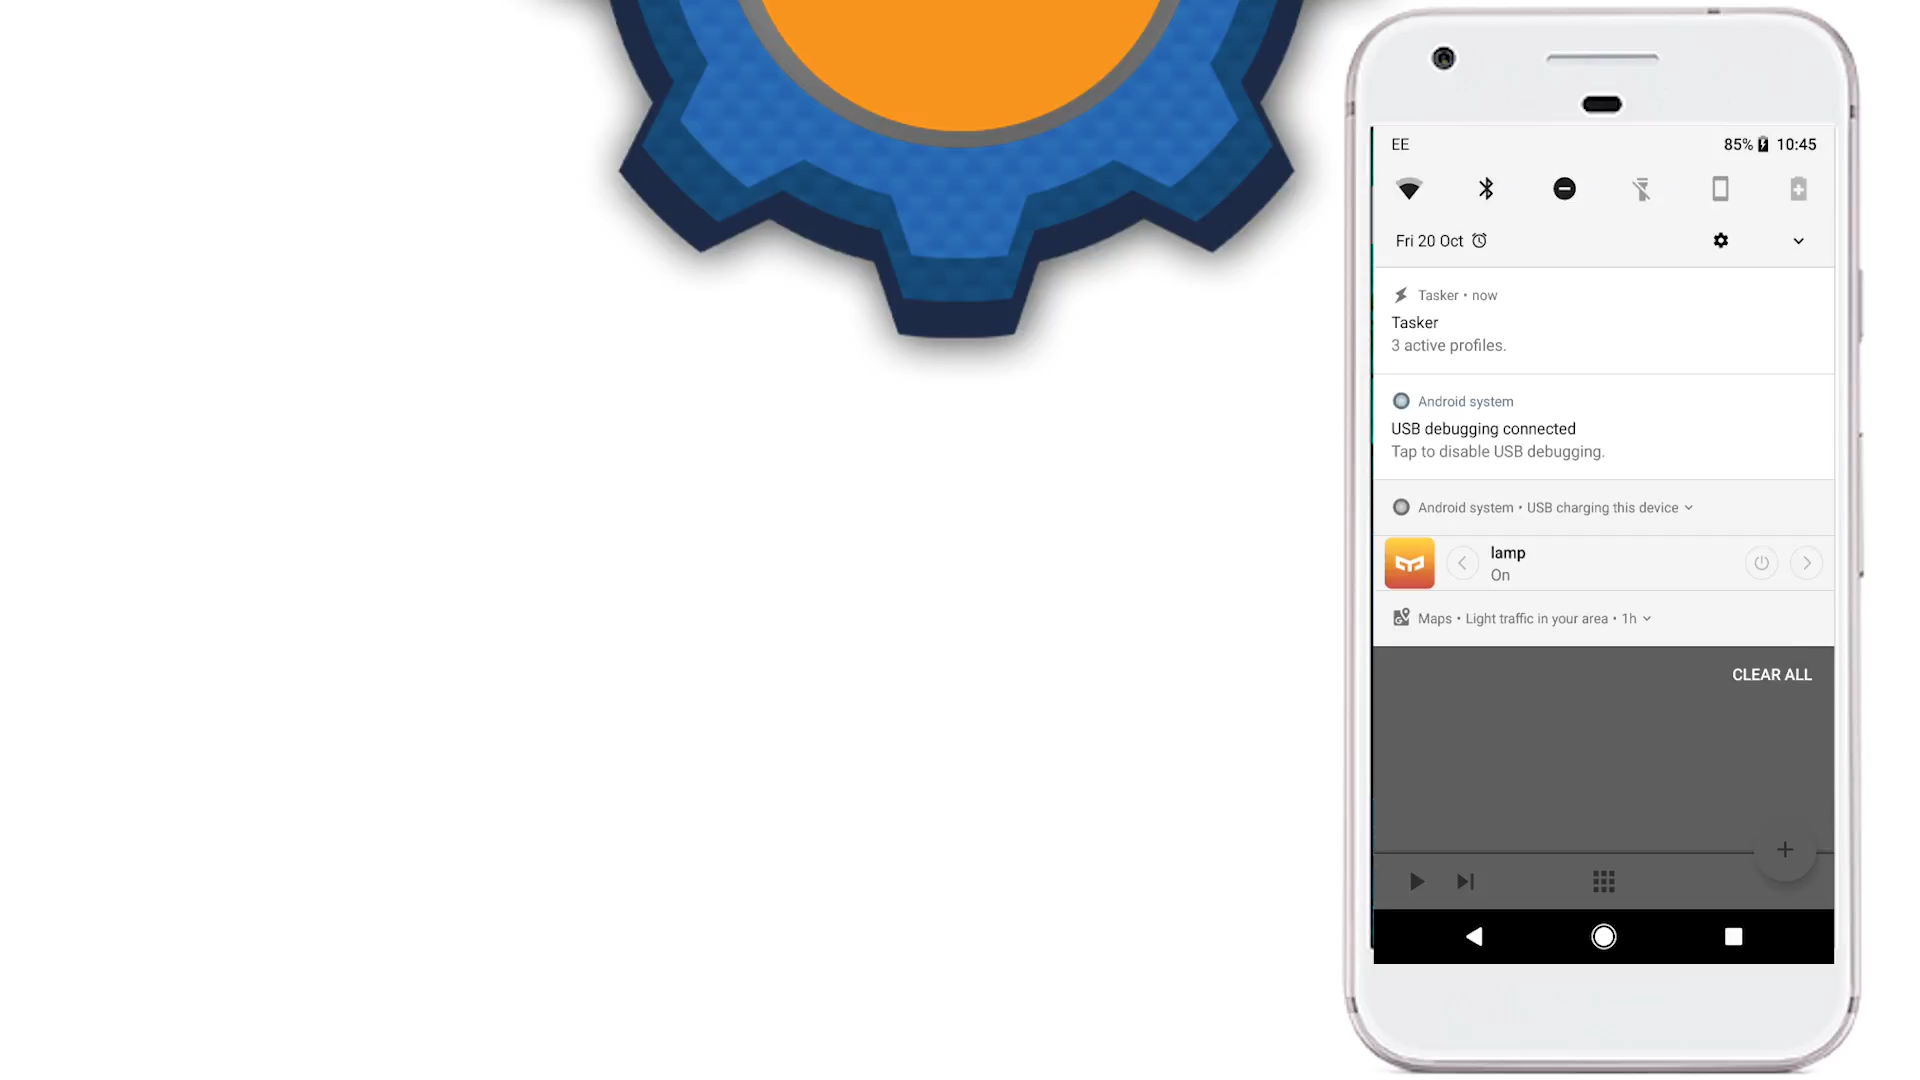 EE 85% 10:45
Fri 20 Oct
Tasker • now
Tasker
3 active profiles.
Android system
USB debugging connected
Tap to disable USB debugging.
Android system • USB charging this device
lamp
On
Maps • Light traffic in your area • 1h
CLEAR ALL